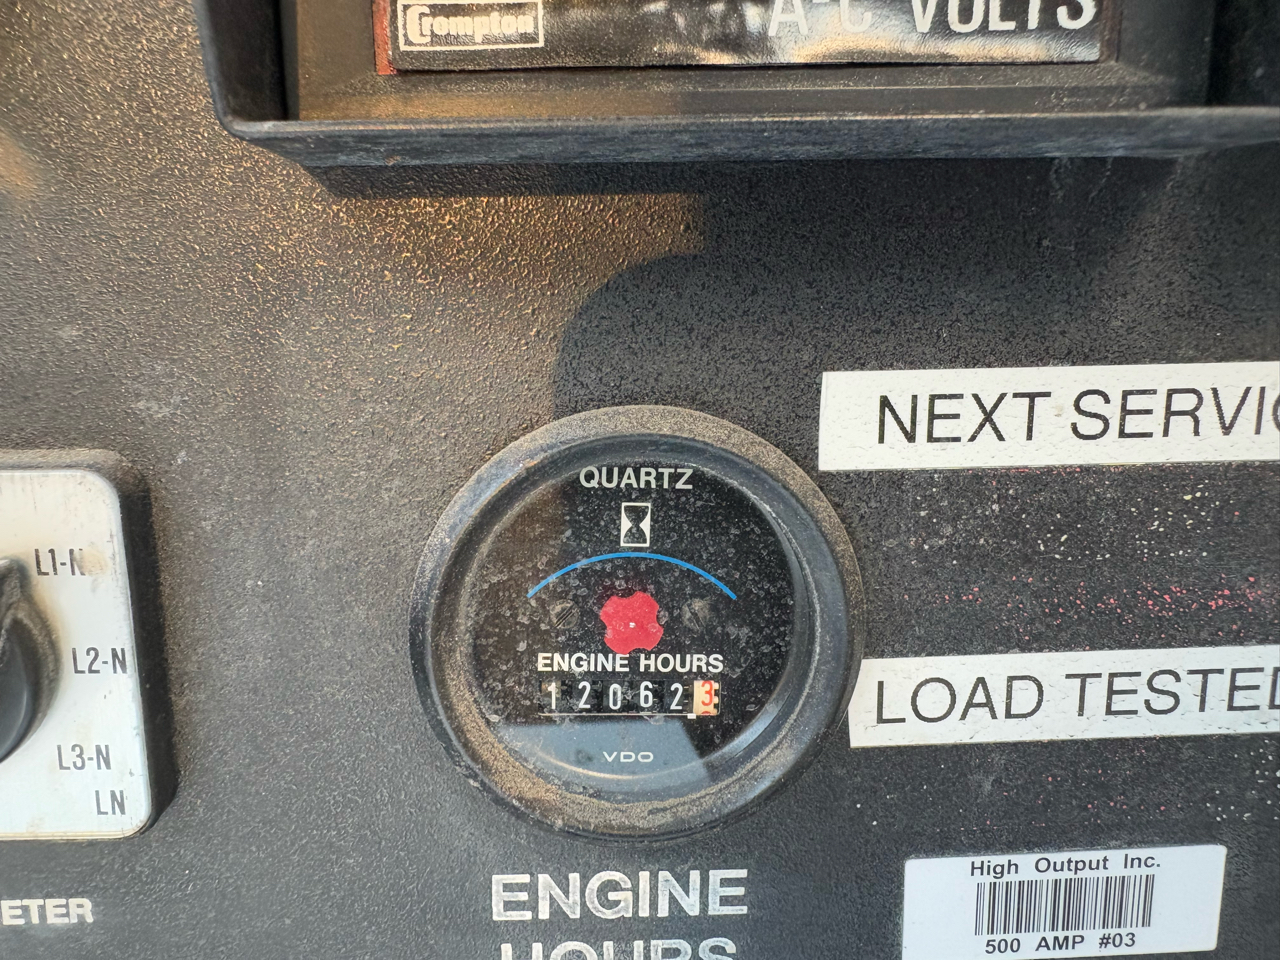 Crompton
A-C VOLTS
NEXT SERVIC
QUARTZ
L1-N
L2-N
ENGINE HOURS
120623
LOAD TESTED
L3-N
VDO
LN
High Output Inc.
ETER
ENGINE
HOURS
500 AMP #03